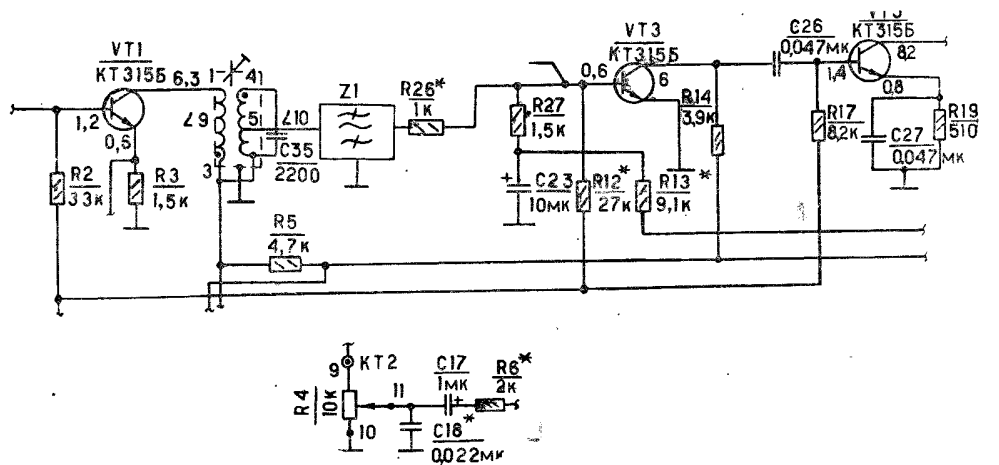 VT1
КТ315Б
6,3
1
4
L9
5
L10
3
1,2
0,6
R2
33к
R3
1,5к
C35
2200
Z1
R26*
1к
R27
1,5к
C23
10мк
R12*
27к
R13*
9,1к
0,6
VT3
КТ315Б
6
R14
3,9к
C26
0,047мк
КТ315Б
8,2
1,4
0,8
R17
8,2к
C27
0,047мк
R19
510
R5
4,7к
9
КТ2
R4
10к
11
10
C17
1мк
+
C18*
0,022мк
R6*
2к